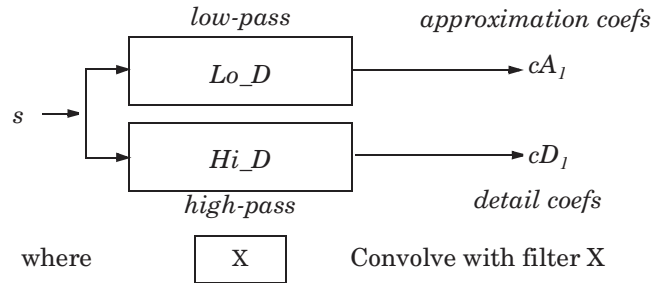 low-pass approximation coefs
Lo_D cA1
s
Hi_D cD1
high-pass detail coefs
where X Convolve with filter X